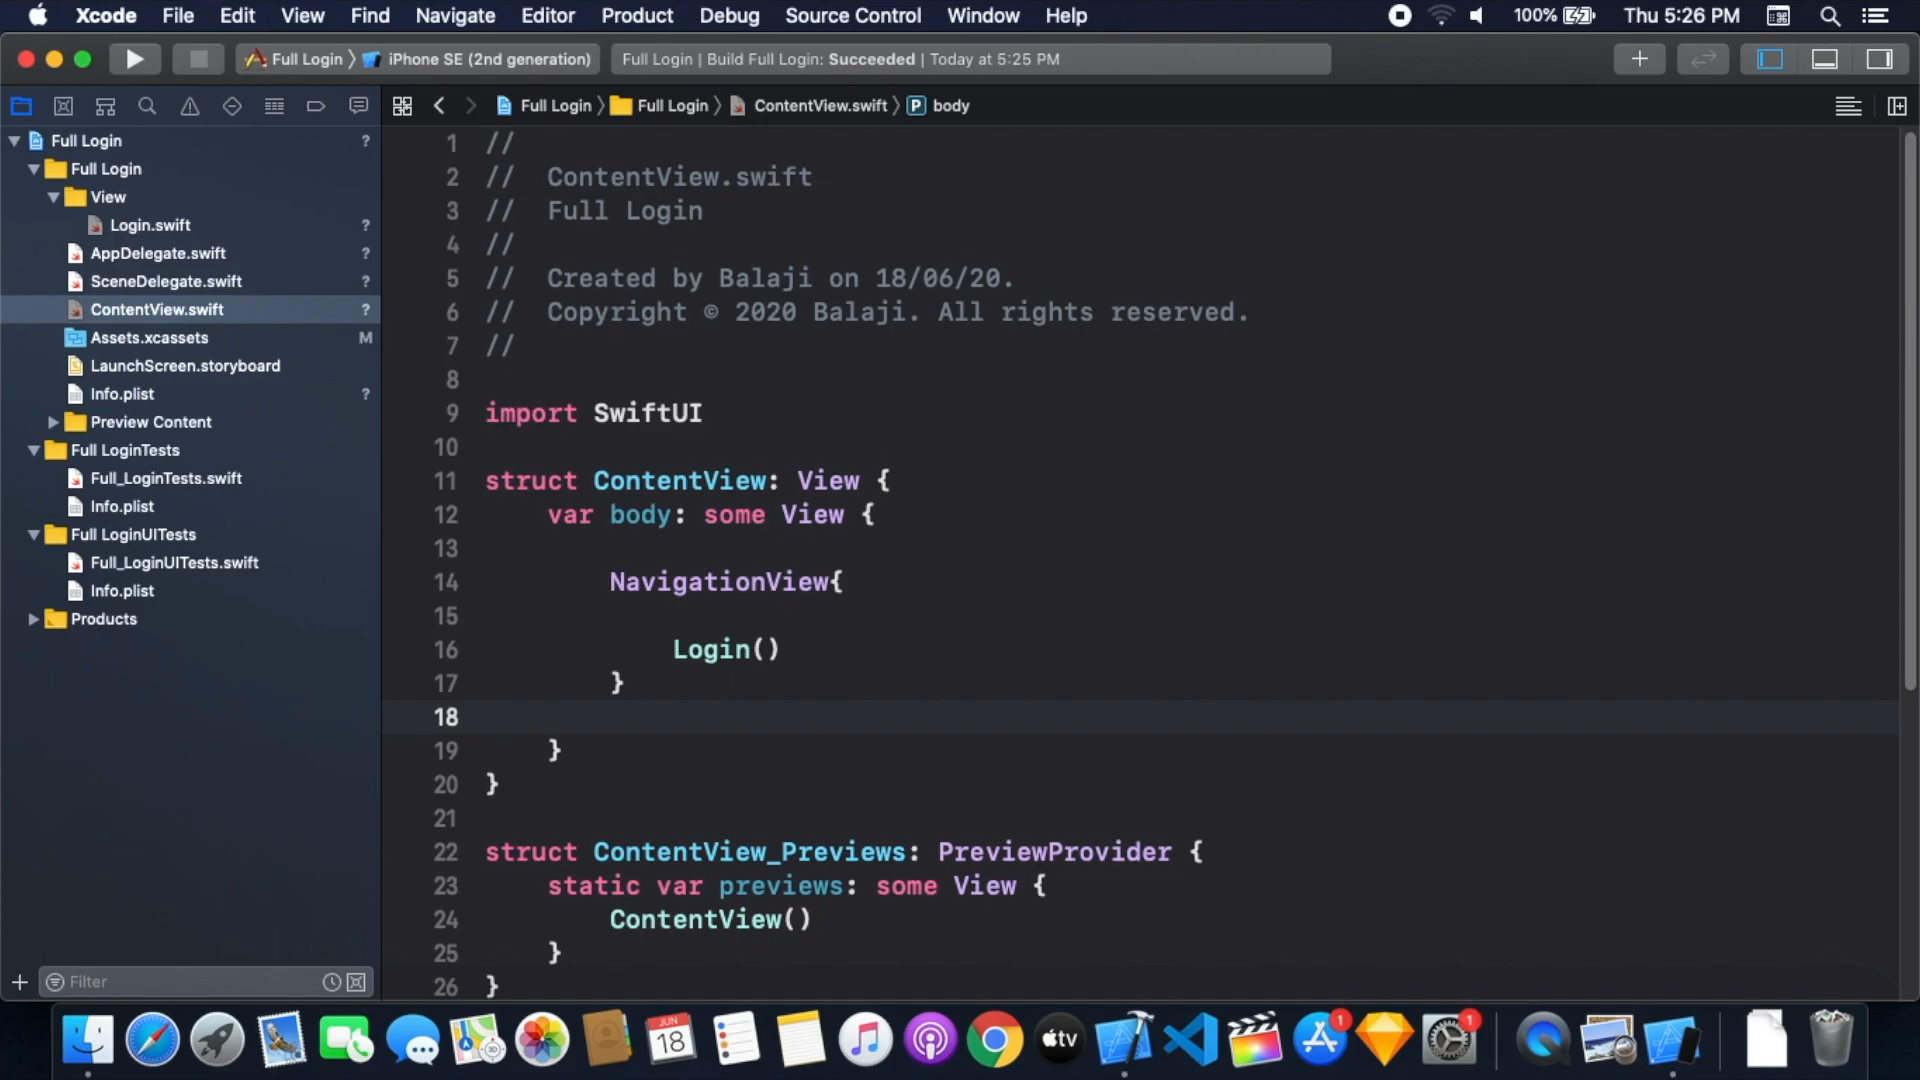 Xcode File Edit View Find Navigate Editor Product Debug Source Control Window Help 100% Thu 5:26 PM
Full Login 〉 iPhone SE (2nd generation) Full Login | Build Full Login: Succeeded | Today at 5:25 PM
Full Login 〉 Full Login 〉 ContentView.swift 〉 P body
Full Login ?
Full Login
View
Login.swift ?
AppDelegate.swift ?
SceneDelegate.swift ?
ContentView.swift ?
Assets.xcassets M
LaunchScreen.storyboard
Info.plist ?
Preview Content
Full LoginTests
Full_LoginTests.swift
Info.plist
Full LoginUITests
Full_LoginUITests.swift
Info.plist
Products
Filter
1 //
2 //  ContentView.swift
3 //  Full Login
4 //
5 //  Created by Balaji on 18/06/20.
6 //  Copyright © 2020 Balaji. All rights reserved.
7 //
8
9 import SwiftUI
10
11 struct ContentView: View {
12     var body: some View {
13
14         NavigationView{
15
16             Login()
17         }
18
19     }
20 }
21
22 struct ContentView_Previews: PreviewProvider {
23     static var previews: some View {
24         ContentView()
25     }
26 }
JUN
18
tv
1
1